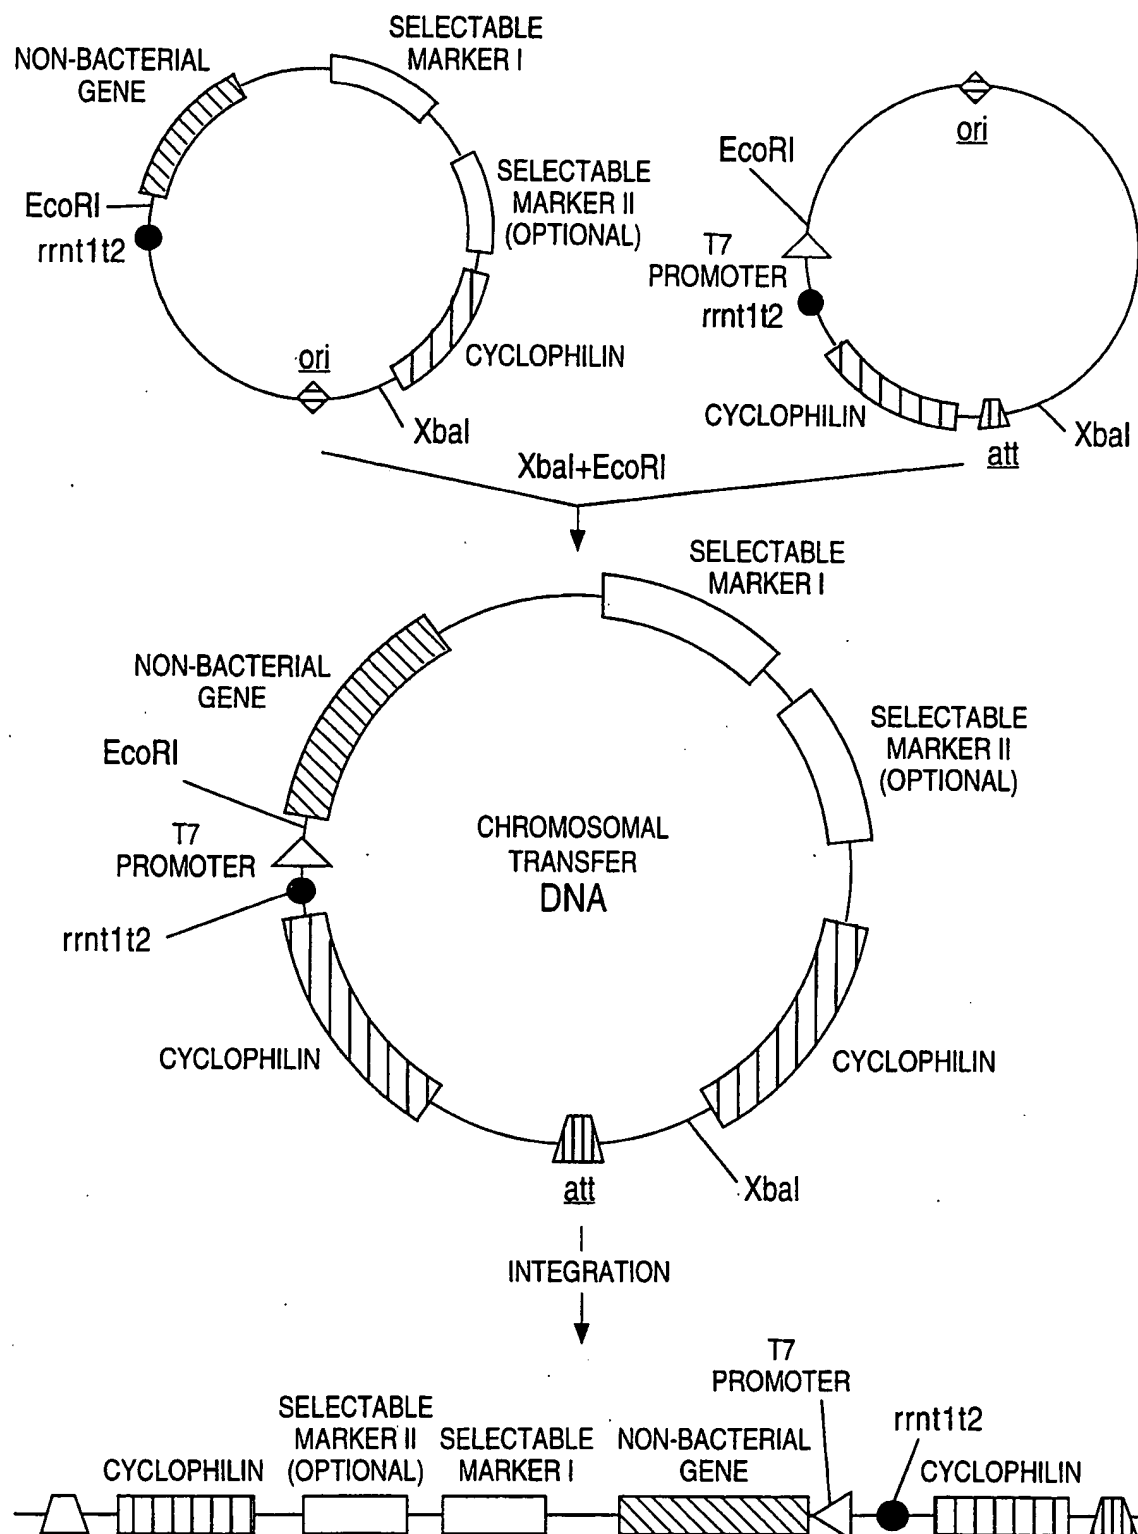 SELECTABLE
MARKER I
NON-BACTERIAL
GENE
SELECTABLE
MARKER II
(OPTIONAL)
EcoRI
rrnt1t2
ori
CYCLOPHILIN
XbaI
ori
EcoRI
T7
PROMOTER
rrnt1t2
CYCLOPHILIN
att
XbaI
XbaI+EcoRI
SELECTABLE
MARKER I
NON-BACTERIAL
GENE
SELECTABLE
MARKER II
(OPTIONAL)
EcoRI
T7
PROMOTER
CHROMOSOMAL
TRANSFER
DNA
rrnt1t2
CYCLOPHILIN
CYCLOPHILIN
att
XbaI
INTEGRATION
T7
PROMOTER
CYCLOPHILIN
SELECTABLE
MARKER II
(OPTIONAL)
SELECTABLE
MARKER I
NON-BACTERIAL
GENE
rrnt1t2
CYCLOPHILIN